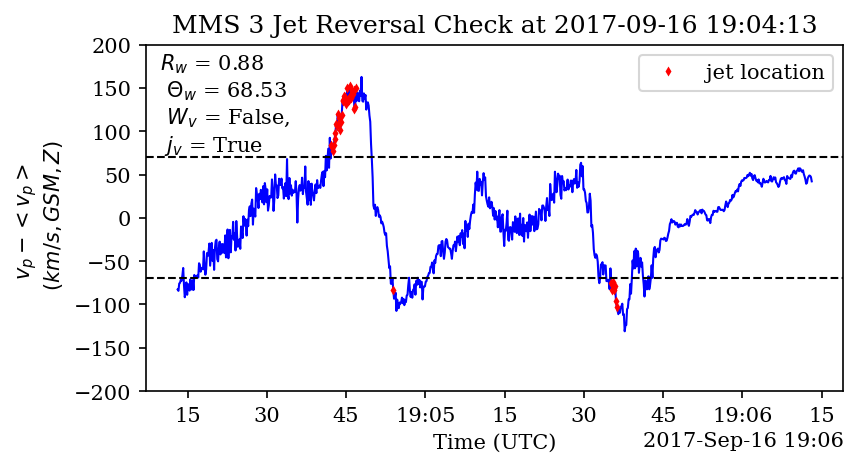 MMS 3 Jet Reversal Check at 2017-09-16 19:04:13
R_w = 0.88
Θ_w = 68.53
W_v = False,
j_v = True
jet location
200
150
100
50
0
−50
−100
−150
−200
v_p − < v_p >
(km/s, GSM, Z)
15 30 45 19:05 15 30 45 19:06 15
Time (UTC)
2017-Sep-16 19:06